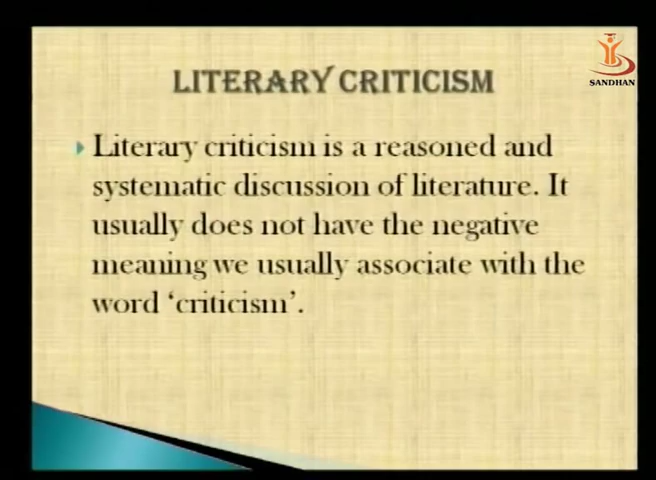 SANDHAN
LITERARY CRITICISM
Literary criticism is a reasoned and
systematic discussion of literature. It
usually does not have the negative
meaning we usually associate with the
word ‘criticism’.